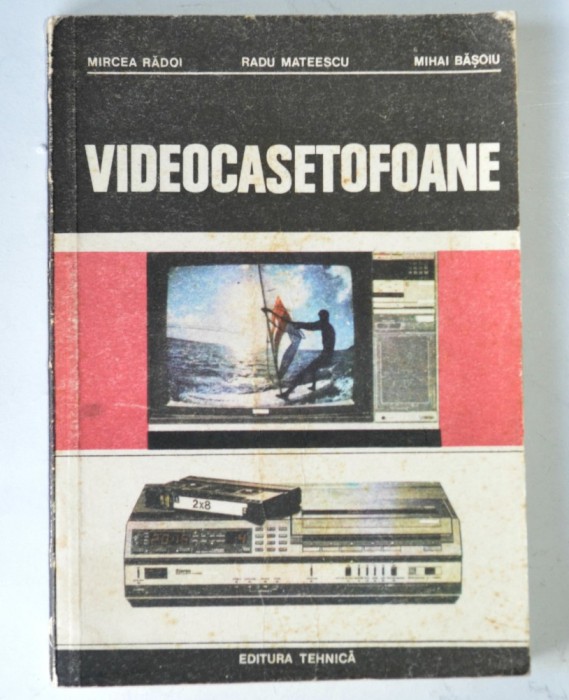 MIRCEA RĂDOI RADU MATEESCU MIHAI BĂȘOIU
VIDEOCASETOFOANE
2x8
EDITURA TEHNICĂ